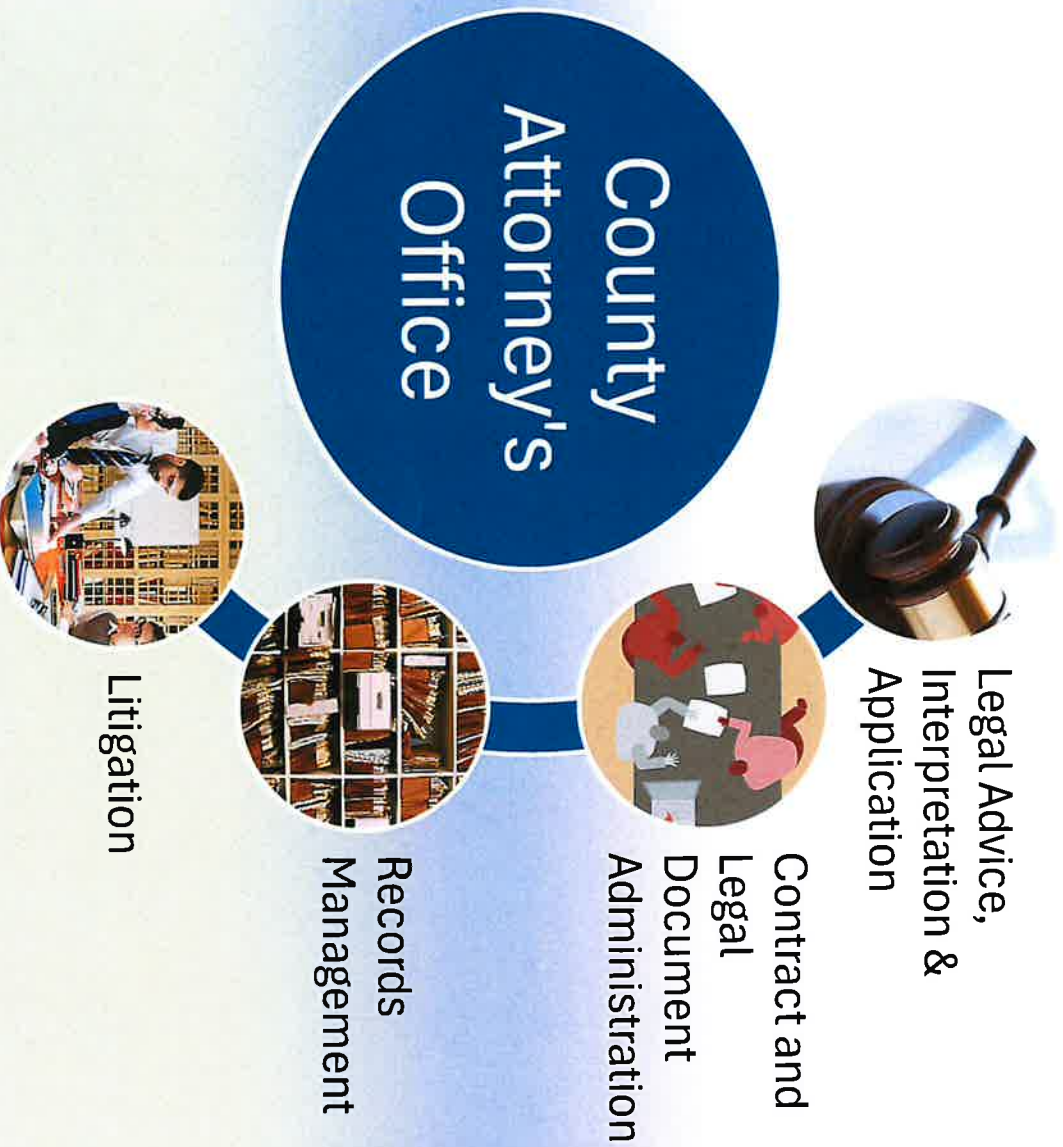 County
Attorney's
Office
Legal Advice,
Interpretation &
Application
Contract and
Legal
Document
Administration
Records
Management
Litigation